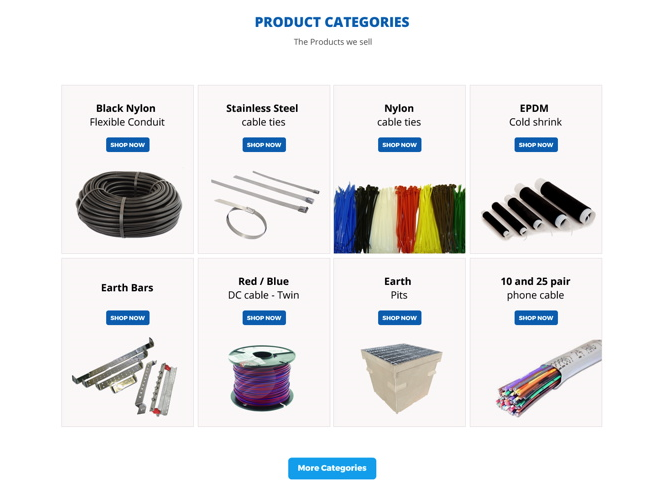 PRODUCT CATEGORIES
The Products we sell
Black Nylon
Flexible Conduit
SHOP NOW
Stainless Steel
cable ties
SHOP NOW
Nylon
cable ties
SHOP NOW
EPDM
Cold shrink
SHOP NOW
Earth Bars
SHOP NOW
Red / Blue
DC cable - Twin
SHOP NOW
Earth
Pits
SHOP NOW
10 and 25 pair
phone cable
SHOP NOW
More Categories